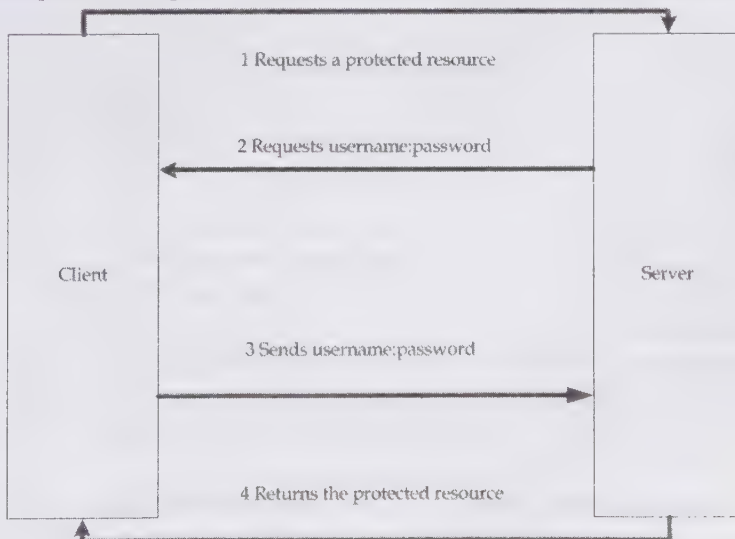 1 Requests a protected resource
2 Requests username:password
Client
Server
3 Sends username:password
4 Returns the protected resource